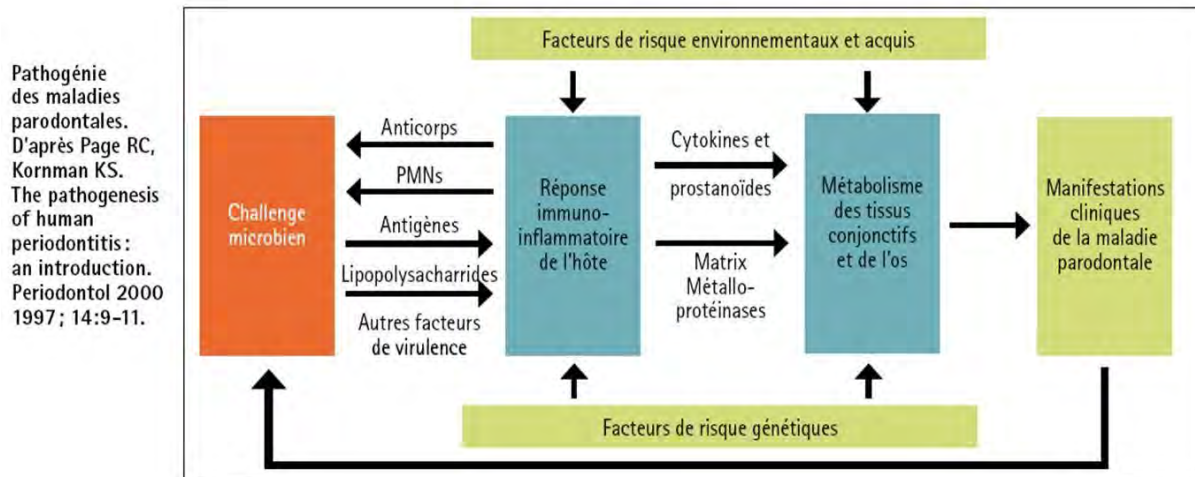 Pathogénie
des maladies
parodontales.
D'après Page RC,
Kornman KS.
The pathogenesis
of human
periodontitis :
an introduction.
Periodontol 2000
1997 ; 14:9-11.
Facteurs de risque environnementaux et acquis
Challenge
microbien
Anticorps
PMNs
Antigènes
Lipopolysacharrides
Autres facteurs
de virulence
Réponse
immuno-
inflammatoire
de l'hôte
Cytokines et
prostanoïdes
Matrix
Métallo-
protéinases
Métabolisme
des tissus
conjonctifs
et de l'os
Manifestations
cliniques
de la maladie
parodontale
Facteurs de risque génétiques